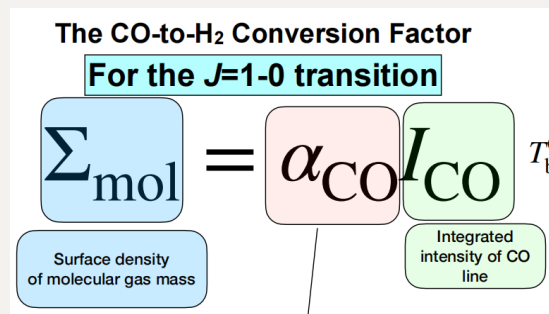 The CO-to-H₂ Conversion Factor
For the J=1-0 transition
Σmol = αCO ICO
Surface density
of molecular gas mass
Integrated
intensity of CO
line